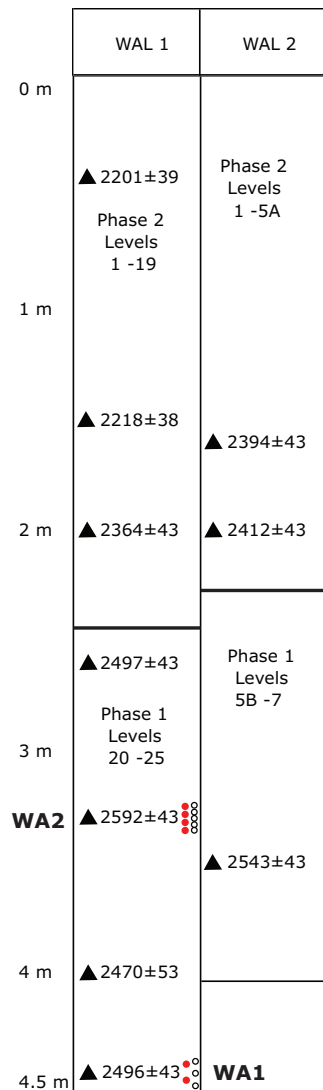 WAL 1
WAL 2
0 m
2201±39
Phase 2
Levels
1 -5A
Phase 2
Levels
1 -19
1 m
2218±38
2394±43
2 m
2364±43
2412±43
2497±43
Phase 1
Levels
5B -7
Phase 1
Levels
20 -25
3 m
WA2
2592±43
2543±43
4 m
2470±53
4.5 m
2496±43
WA1